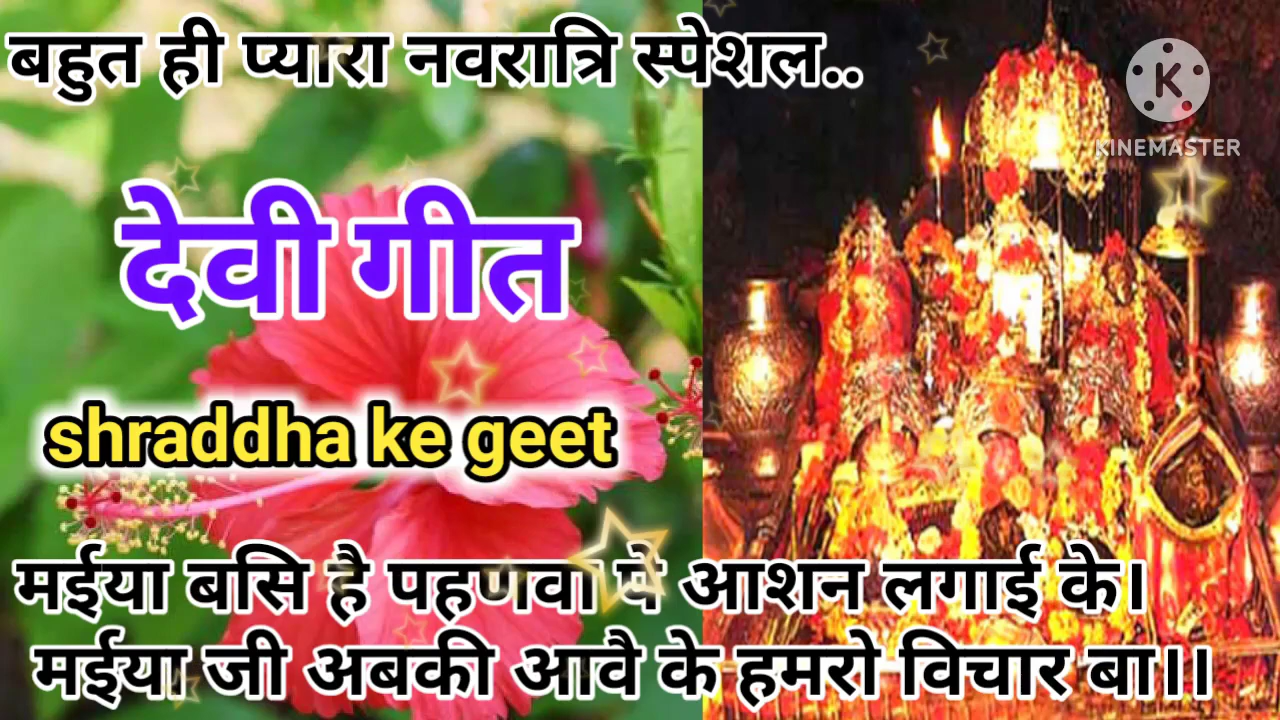 बहुत ही प्यारा नवरात्रि स्पेशल..
KINEMASTER
देवी गीत
shraddha ke geet
मईया बसि है पहणवा पे आशन लगाई के।
मईया जी अबकी आवै के हमरो विचार बा।।